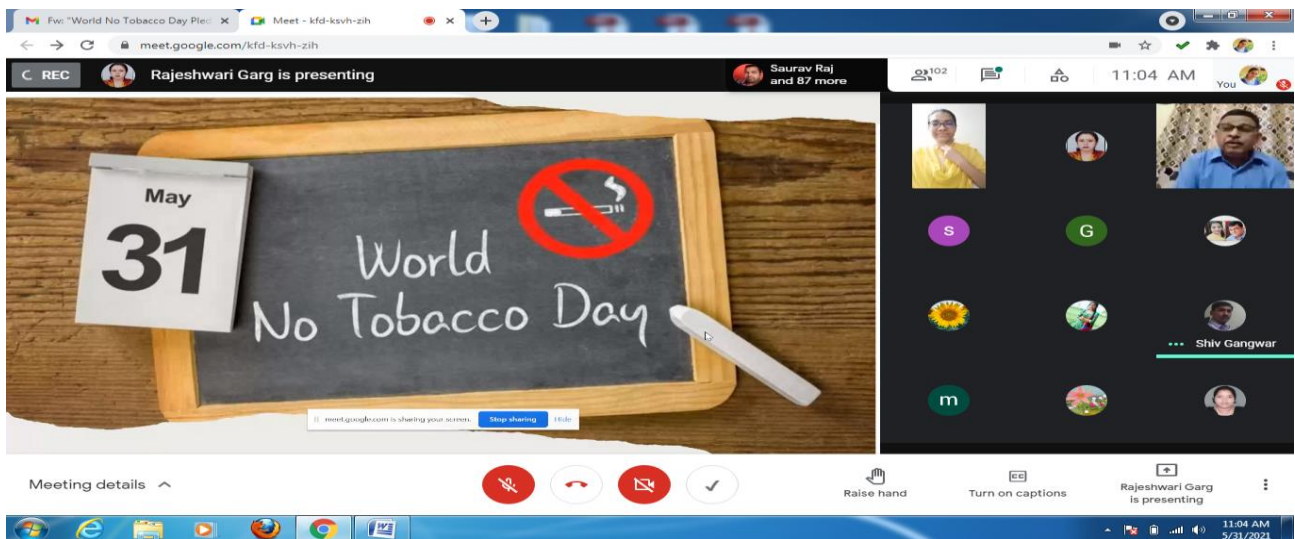 Fw: "World No Tobacco Day Pled
Meet - kfd-ksvh-zih
meet.google.com/kfd-ksvh-zih
REC
Rajeshwari Garg is presenting
Saurav Raj
and 87 more
102
11:04 AM
You
May
31
World
No Tobacco Day
meet.google.com is sharing your screen.
Stop sharing
Hide
s
G
Shiv Gangwar
m
Meeting details
Raise hand
CC
Turn on captions
Rajeshwari Garg
is presenting
W
11:04 AM
5/31/2021